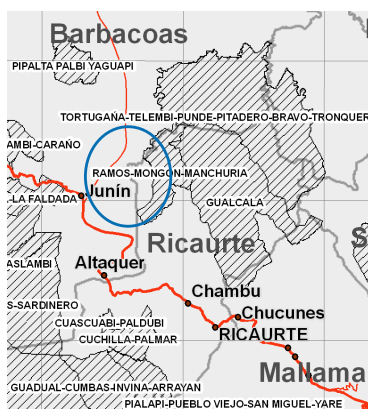 Barbacoas
PIPALTA PALBI YAGUAPI
TORTUGAÑA-TELEMBI-PUNDE-PITADERO-BRAVO-TRONQUER
AMBI-CARAÑO
RAMOS-MONGON-MANCHURIA
Junín
-LA FALDADA
GUALCALA
Ricaurte
S
ASLAMBI
Altaquer
S-SARDINERO
Chambu
Chucunes
CUASCUABI-PALDUBI
RICAURTE
CUCHILLA-PALMAR
Mallama
GUADUAL-CUMBAS-INVINA-ARRAYAN
PIALAPI-PUEBLO VIEJO-SAN MIGUEL-YARE